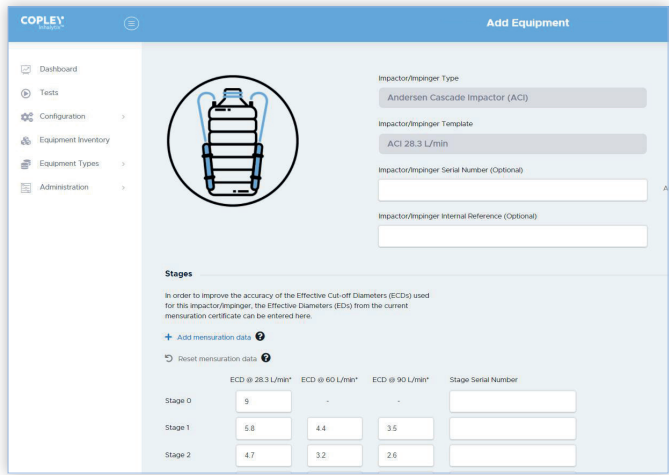 COPLEY
Inhalytix™
Add Equipment
Dashboard
Tests
Configuration
Equipment Inventory
Equipment Types
Administration
Impactor/Impinger Type
Andersen Cascade Impactor (ACI)
Impactor/Impinger Template
ACI 28.3 L/min
Impactor/Impinger Serial Number (Optional)
A
Impactor/Impinger Internal Reference (Optional)
Stages
In order to improve the accuracy of the Effective Cut-off Diameters (ECDs) used
for this impactor/impinger, the Effective Diameters (EDs) from the current
mensuration certificate can be entered here.
+ Add mensuration data ?
Reset mensuration data ?
ECD @ 28.3 L/min* ECD @ 60 L/min* ECD @ 90 L/min* Stage Serial Number
Stage 0 9 - -
Stage 1 5.8 4.4 3.5
Stage 2 4.7 3.2 2.6